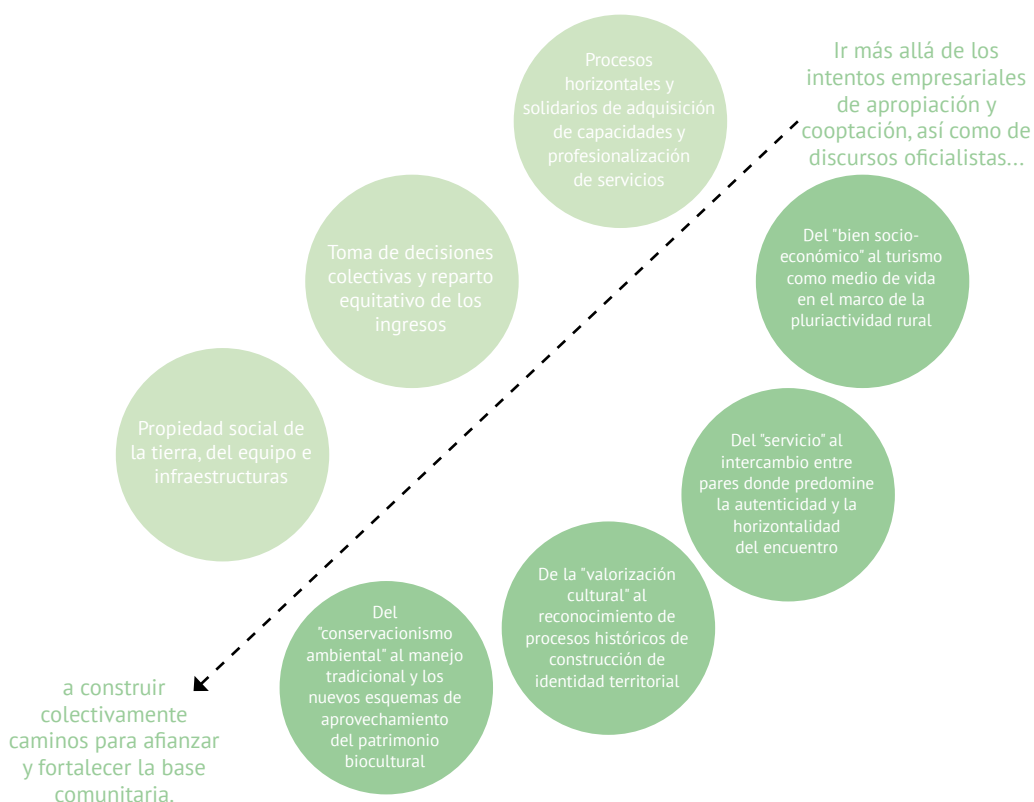 Procesos
horizontales y
solidarios de adquisición
de capacidades y
profesionalización
de servicios
Ir más allá de los
intentos empresariales
de apropiación y
cooptación, así como de
discursos oficialistas...
Toma de decisiones
colectivas y reparto
equitativo de los
ingresos
Del "bien socio-
económico" al turismo
como medio de vida
en el marco de la
pluriactividad rural
Propiedad social de
la tierra, del equipo e
infraestructuras
Del "servicio" al
intercambio entre
pares donde predomine
la autenticidad y la
horizontalidad
del encuentro
De la "valorización
cultural" al
reconocimiento de
procesos históricos de
construcción de
identidad territorial
Del
"conservacionismo
ambiental" al manejo
tradicional y los
nuevos esquemas de
aprovechamiento
del patrimonio
biocultural
a construir
colectivamente
caminos para afianzar
y fortalecer la base
comunitaria.